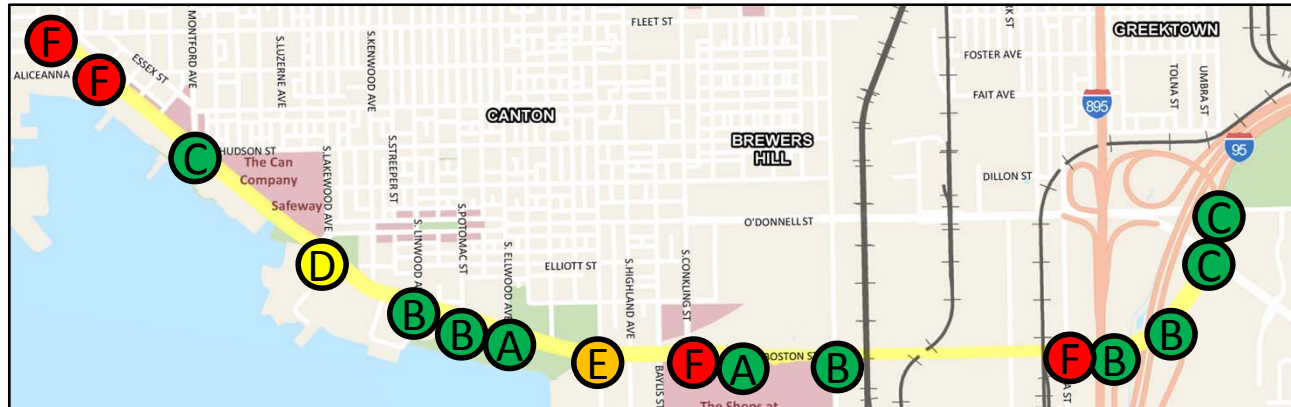 FLEET ST
GREEKTOWN
MONTFORD AVE
S.LUZERNE AVE
S.KENWOOD AVE
FOSTER AVE
F
ESSEX ST
ALICEANNA
F
TOLNA ST
UMBRA ST
FAIT AVE
895
CANTON
BREWERS
HILL
95
C
HUDSON ST
The Can
Company
Safeway
S.LAKEWOOD AVE
S.STREEPER ST
DILLON ST
C
O'DONNELL ST
S. LINWOOD AV
S.POTOMAC ST
S. ELLWOOD AVE
D
ELLIOTT ST
S.HIGHLAND AVE
S.CONKLING ST
C
B
B
A
B
E
F
A
BOSTON ST
B
F
B
BAYLIS ST
A ST
The Shops at